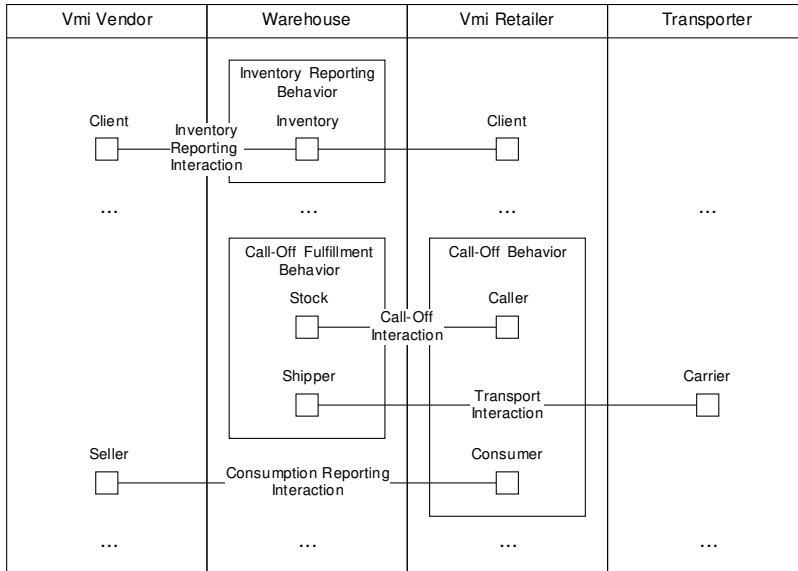 Vmi Vendor
Warehouse
Vmi Retailer
Transporter
Inventory Reporting
Behavior
Client
Inventory
Reporting
Interaction
Inventory
Client
...
...
...
...
Call-Off Fulfillment
Behavior
Call-Off Behavior
Stock
Call-Off
Interaction
Caller
Shipper
Transport
Interaction
Carrier
Seller
Consumption Reporting
Interaction
Consumer
...
...
...
...